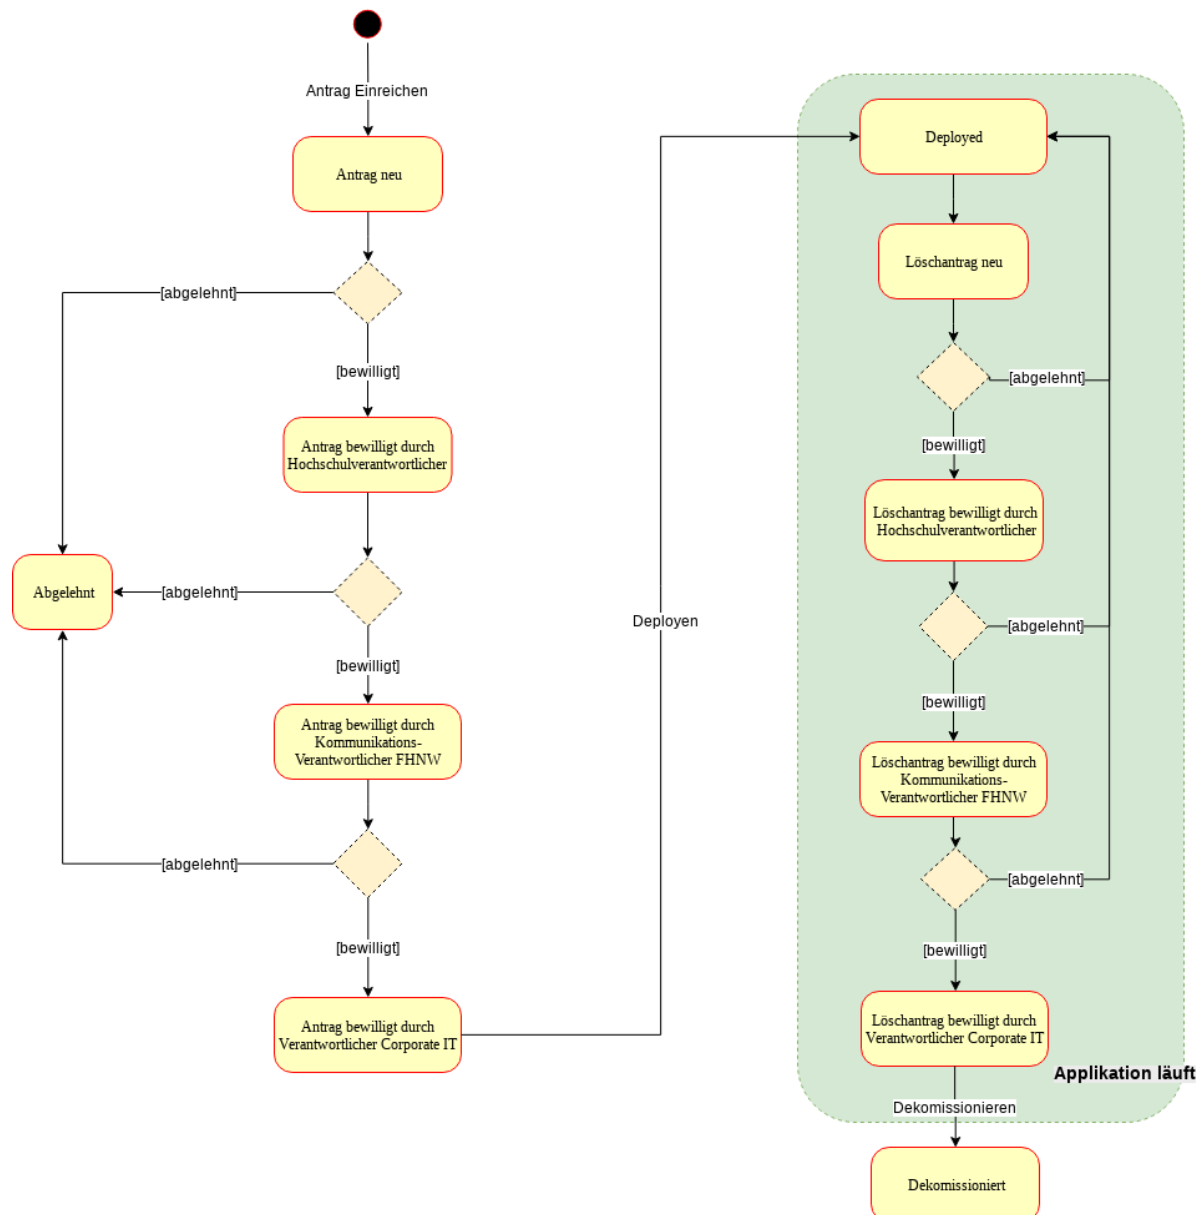 Antrag Einreichen
Antrag neu
[abgelehnt]
[bewilligt]
Antrag bewilligt durch
Hochschulverantwortlicher
Abgelehnt
[abgelehnt]
[bewilligt]
Antrag bewilligt durch
Kommunikations-
Verantwortlicher FHNW
[abgelehnt]
[bewilligt]
Antrag bewilligt durch
Verantwortlicher Corporate IT
Deployen
Deployed
Löschantrag neu
[abgelehnt]
[bewilligt]
Löschantrag bewilligt durch
Hochschulverantwortlicher
[abgelehnt]
[bewilligt]
Löschantrag bewilligt durch
Kommunikations-
Verantwortlicher FHNW
[abgelehnt]
[bewilligt]
Löschantrag bewilligt durch
Verantwortlicher Corporate IT
Applikation läuft
Dekomissionieren
Dekomissioniert